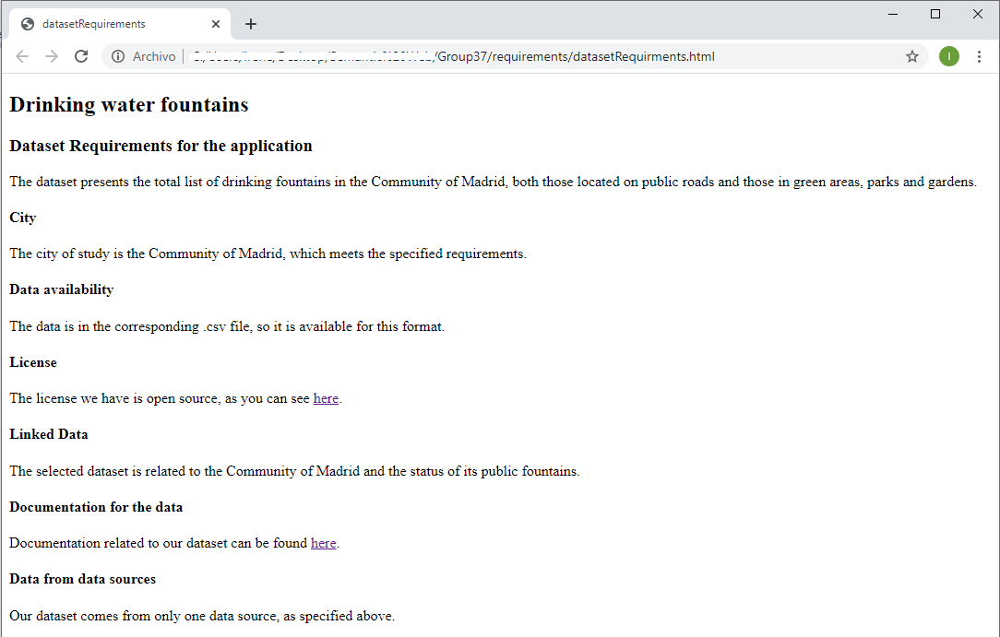 datasetRequirements
Archivo /Group37/requirements/datasetRequirments.html
I
Drinking water fountains
Dataset Requirements for the application
The dataset presents the total list of drinking fountains in the Community of Madrid, both those located on public roads and those in green areas, parks and gardens.
City
The city of study is the Community of Madrid, which meets the specified requirements.
Data availability
The data is in the corresponding .csv file, so it is available for this format.
License
The license we have is open source, as you can see here.
Linked Data
The selected dataset is related to the Community of Madrid and the status of its public fountains.
Documentation for the data
Documentation related to our dataset can be found here.
Data from data sources
Our dataset comes from only one data source, as specified above.